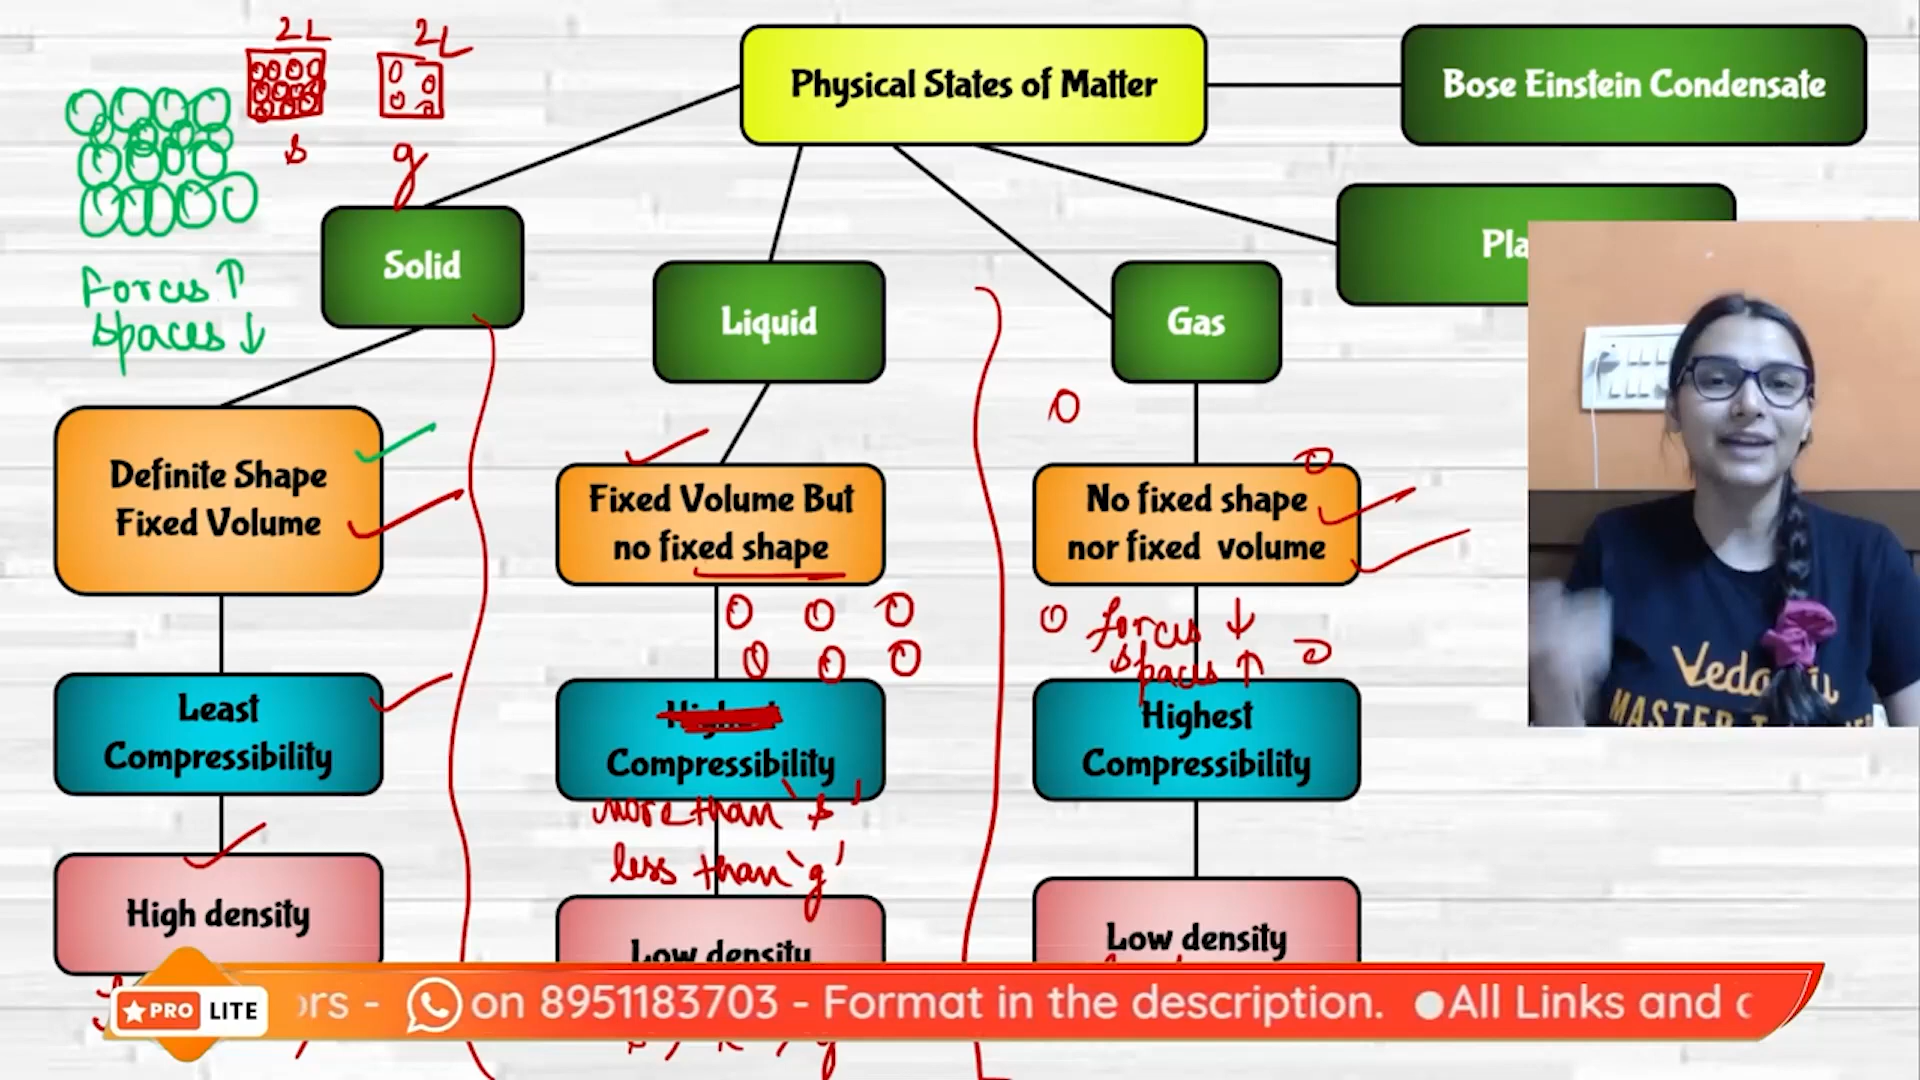 2L
2L
s
g
Physical States of Matter
Bose Einstein Condensate
Pla
Solid
Liquid
Gas
Forces ↑
spaces ↓
Definite Shape
Fixed Volume
Fixed Volume But
no fixed shape
No fixed shape
nor fixed volume
forces ↓
spaces ↑
Least
Compressibility
Compressibility
Highest
Compressibility
more than 's'
less than 'g'
High density
Low density
Low density
MASTER T
PRO LITE
ors - on 8951183703 - Format in the description. ●All Links and